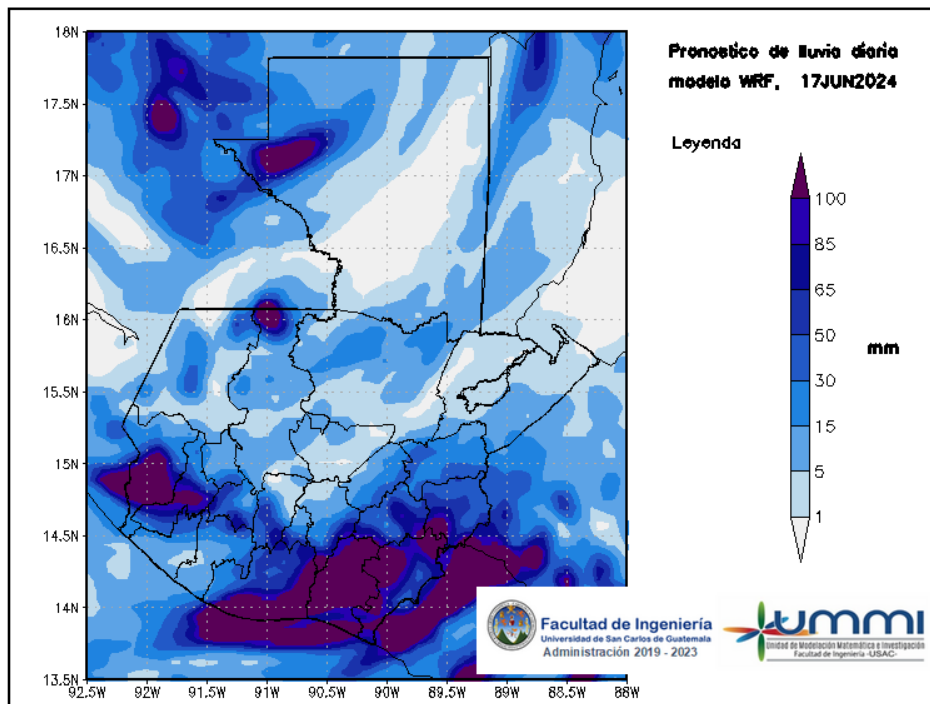 Pronostico de lluvia diaria
modelo WRF, 17JUN2024
Leyenda
100
85
65
50
30
15
5
1
mm
18N
17.5N
17N
16.5N
16N
15.5N
15N
14.5N
14N
13.5N
92.5W
92W
91.5W
91W
90.5W
90W
89.5W
89W
88.5W
88W
Facultad de Ingeniería
Universidad de San Carlos de Guatemala
Administración 2019 - 2023
UMMI
Unidad de Modelación Matemática e Investigación
Facultad de Ingeniería -USAC-